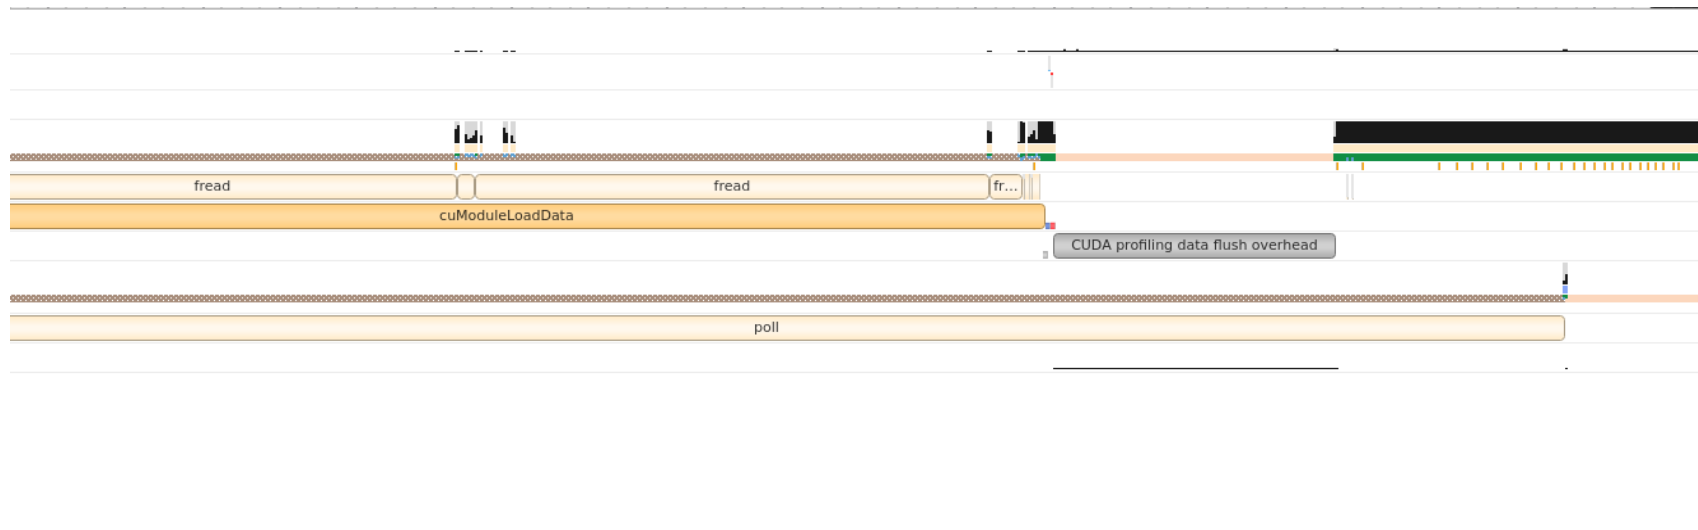 fread fread fr...
cuModuleLoadData
CUDA profiling data flush overhead
poll